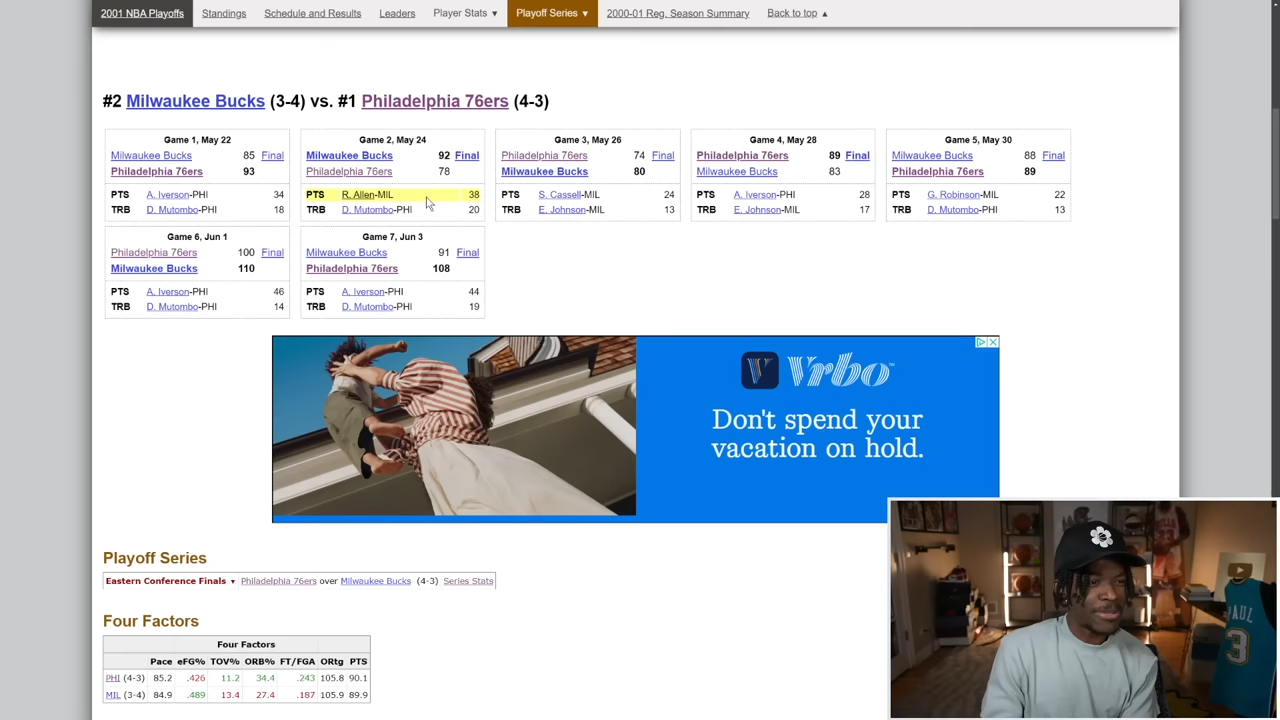 2001 NBA Playoffs Standings Schedule and Results Leaders Player Stats ▼ Playoff Series ▼ 2000-01 Reg. Season Summary Back to top ▲
#2 Milwaukee Bucks (3-4) vs. #1 Philadelphia 76ers (4-3)
Game 1, May 22
Milwaukee Bucks 85 Final
Philadelphia 76ers 93
PTS A. Iverson-PHI 34
TRB D. Mutombo-PHI 18
Game 2, May 24
Milwaukee Bucks 92 Final
Philadelphia 76ers 78
PTS R. Allen-MIL 38
TRB D. Mutombo-PHI 20
Game 3, May 26
Philadelphia 76ers 74 Final
Milwaukee Bucks 80
PTS S. Cassell-MIL 24
TRB E. Johnson-MIL 13
Game 4, May 28
Philadelphia 76ers 89 Final
Milwaukee Bucks 83
PTS A. Iverson-PHI 28
TRB E. Johnson-MIL 17
Game 5, May 30
Milwaukee Bucks 88 Final
Philadelphia 76ers 89
PTS G. Robinson-MIL 22
TRB D. Mutombo-PHI 13
Game 6, Jun 1
Philadelphia 76ers 100 Final
Milwaukee Bucks 110
PTS A. Iverson-PHI 46
TRB D. Mutombo-PHI 14
Game 7, Jun 3
Milwaukee Bucks 91 Final
Philadelphia 76ers 108
PTS A. Iverson-PHI 44
TRB D. Mutombo-PHI 19
V Vrbo™
Don't spend your
vacation on hold.
Playoff Series
Eastern Conference Finals ▼ Philadelphia 76ers over Milwaukee Bucks (4-3) Series Stats
Four Factors
Four Factors
Pace eFG% TOV% ORB% FT/FGA ORtg PTS
PHI (4-3) 85.2 .426 11.2 34.4 .243 105.8 90.1
MIL (3-4) 84.9 .489 13.4 27.4 .187 105.9 89.9
PAUL
3